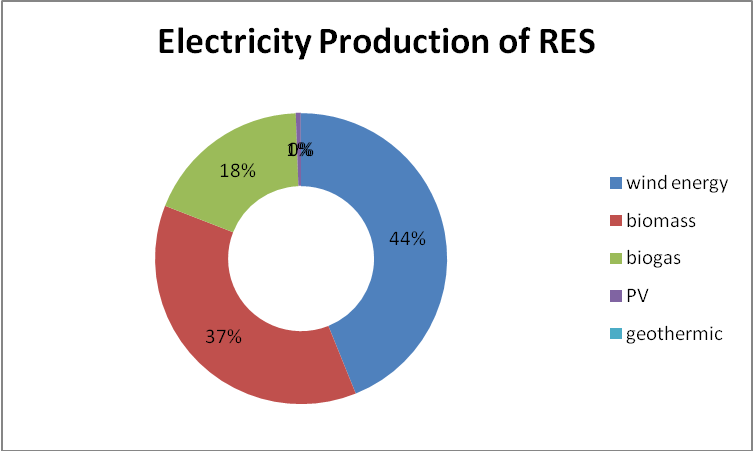 Electricity Production of RES
18%
44%
37%
wind energy
biomass
biogas
PV
geothermic